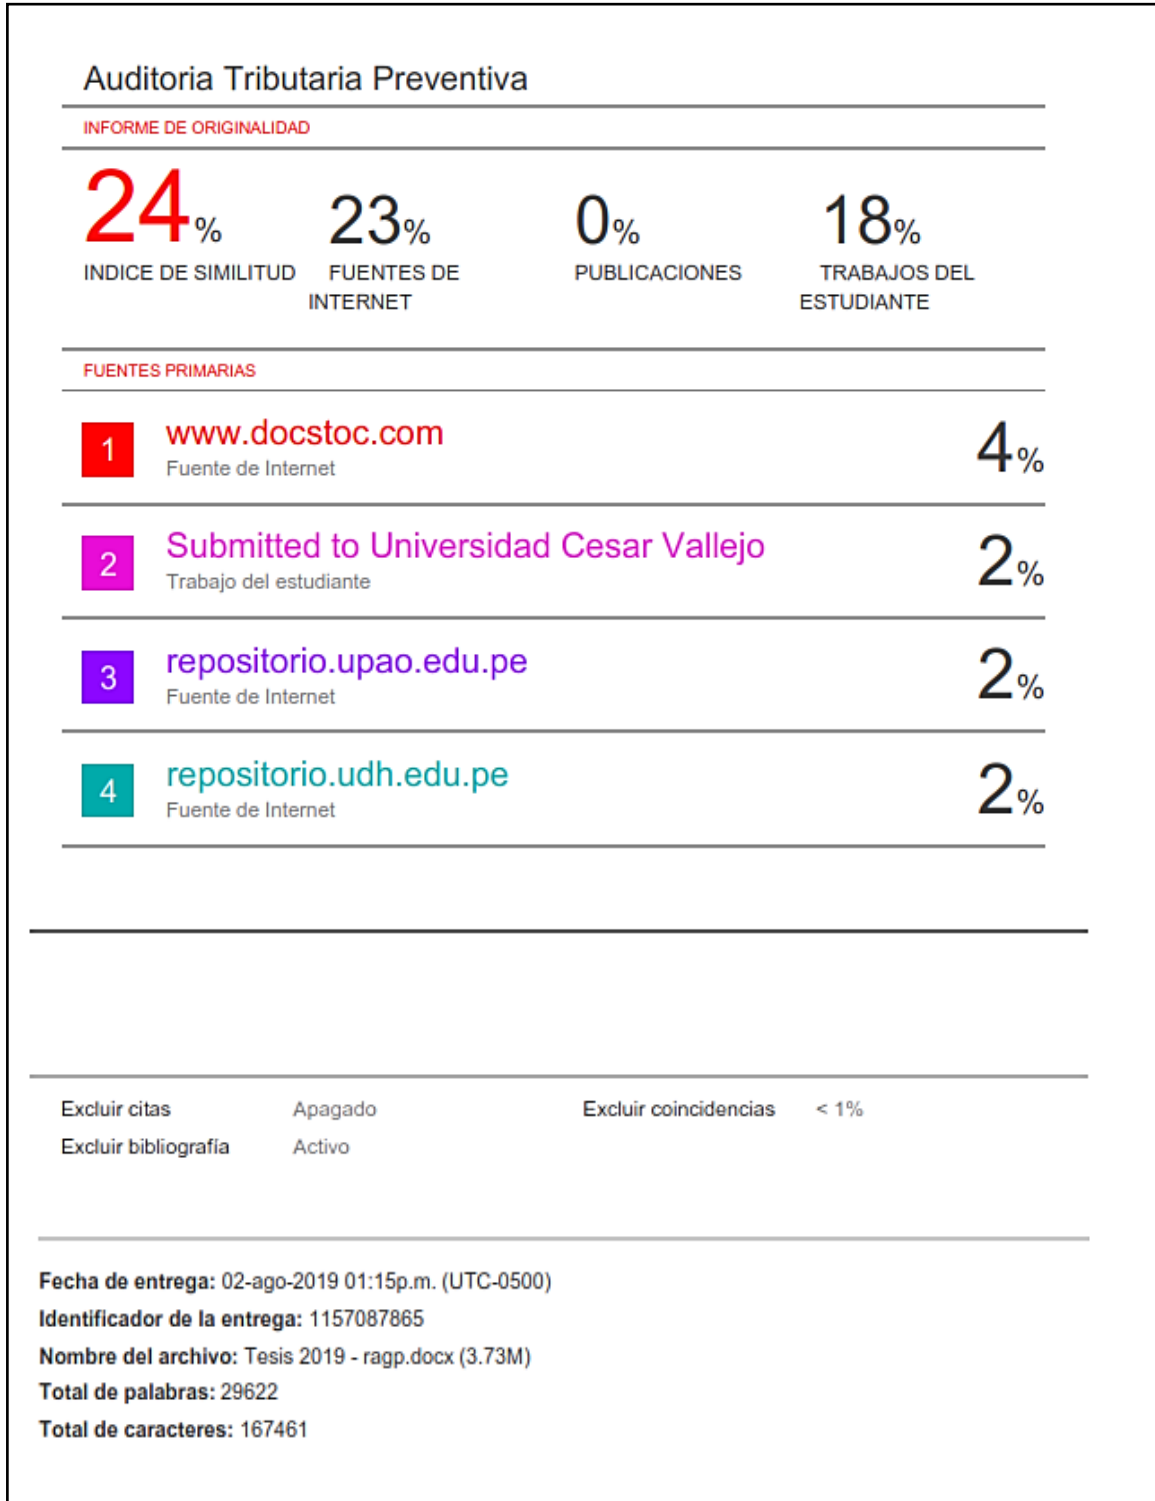 Auditoria Tributaria Preventiva
INFORME DE ORIGINALIDAD
24% 23% 0% 18%
INDICE DE SIMILITUD FUENTES DE PUBLICACIONES TRABAJOS DEL
INTERNET ESTUDIANTE
FUENTES PRIMARIAS
1 www.docstoc.com 4%
Fuente de Internet
2 Submitted to Universidad Cesar Vallejo 2%
Trabajo del estudiante
3 repositorio.upao.edu.pe 2%
Fuente de Internet
4 repositorio.udh.edu.pe 2%
Fuente de Internet
Excluir citas Apagado Excluir coincidencias < 1%
Excluir bibliografía Activo
Fecha de entrega: 02-ago-2019 01:15p.m. (UTC-0500)
Identificador de la entrega: 1157087865
Nombre del archivo: Tesis 2019 - ragp.docx (3.73M)
Total de palabras: 29622
Total de caracteres: 167461